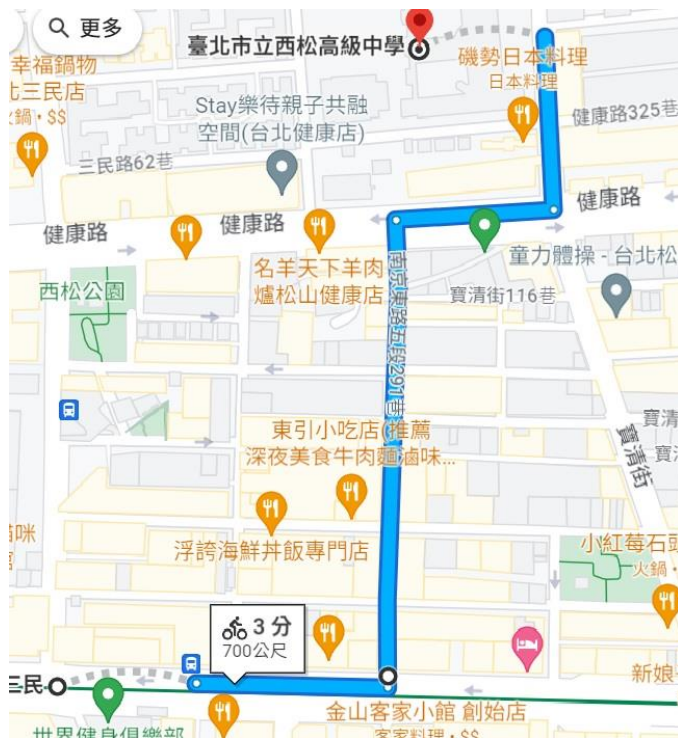 更多
臺北市立西松高級中學
磯勢日本料理
日本料理
幸福鍋物
北三民店
火鍋·$$
Stay樂待親子共融
空間(台北健康店)
健康路325巷
三民路62巷
健康路
健康路
健康路
名羊天下羊肉
爐松山健康店
童力體操 - 台北松
西松公園
寶清街116巷
南京東路五段291巷
東引小吃店(推薦
深夜美食牛肉麵滷味...
寶清
寶清
寶清街
浮誇海鮮丼飯專門店
小紅莓石頭
火鍋·
3 分
700公尺
三民
新娘
金山客家小館 創始店
客家料理·$$
世界健身俱樂部